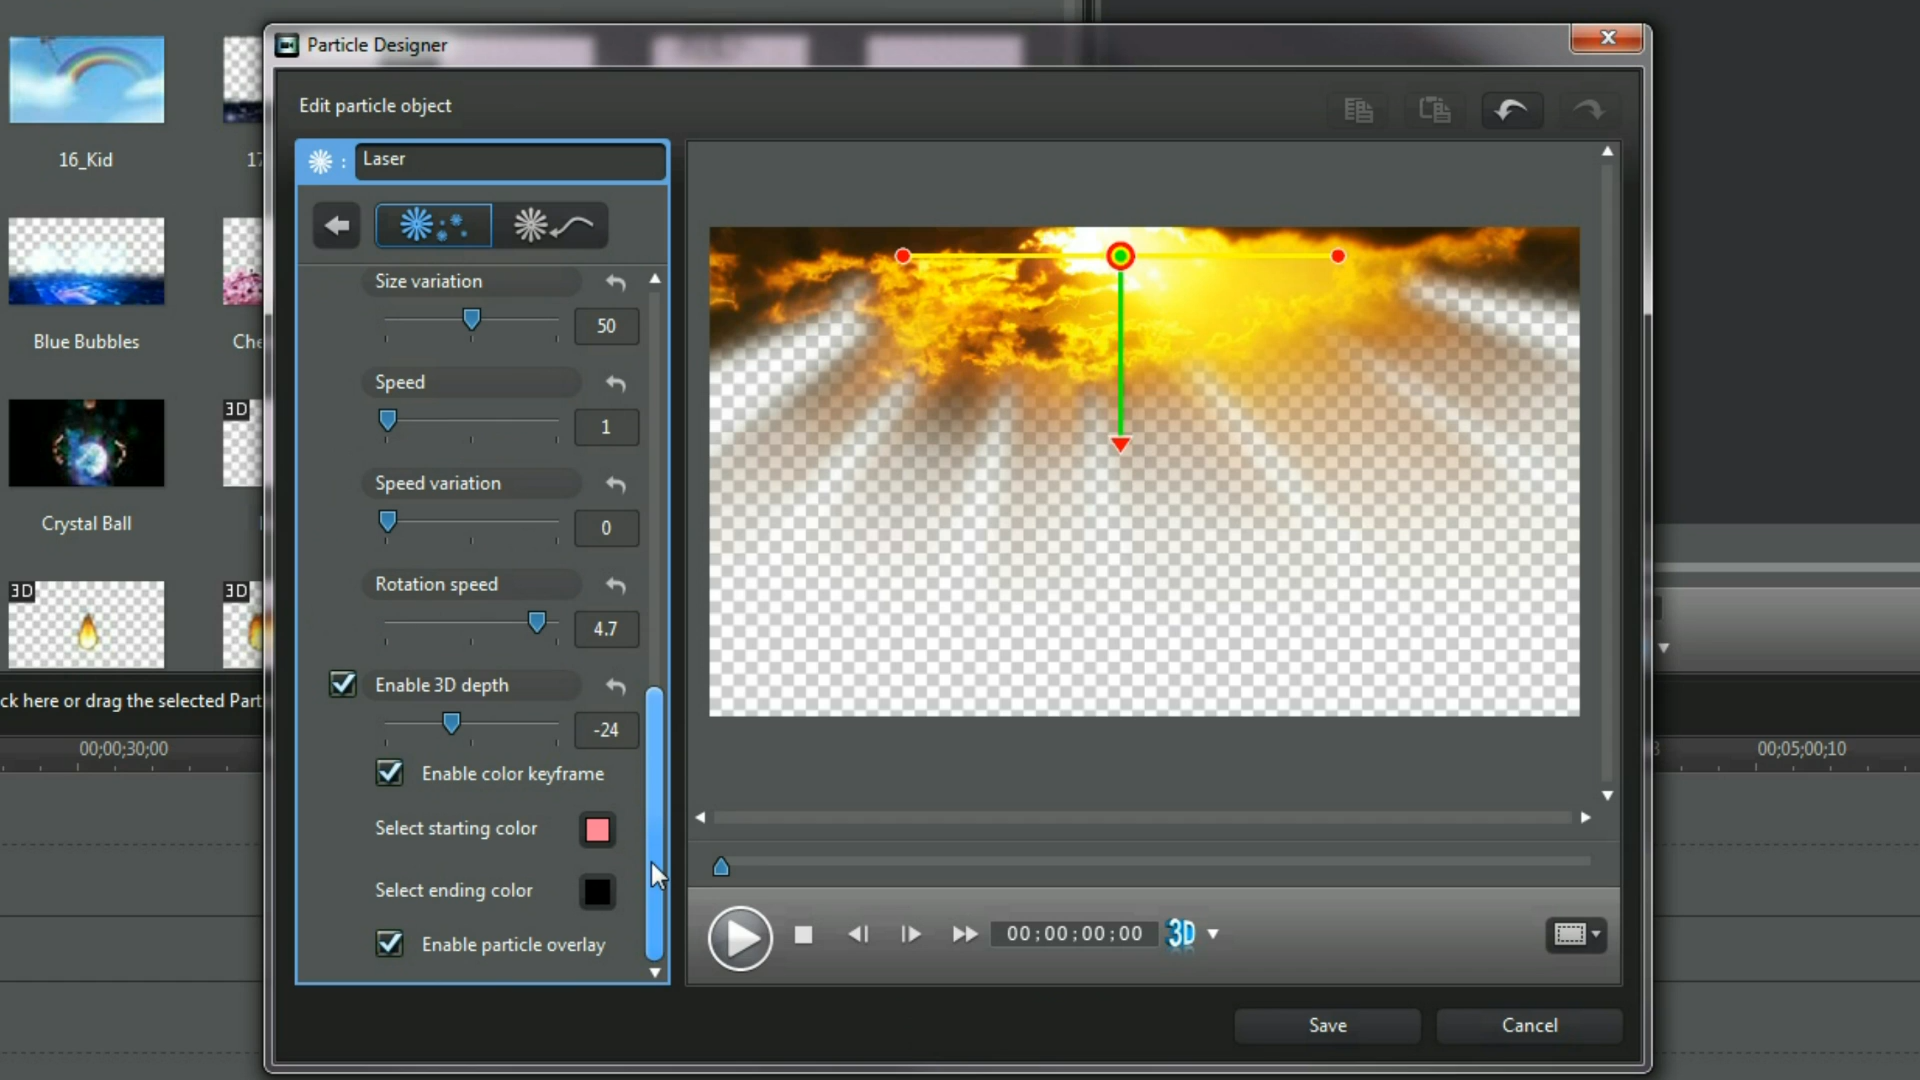 Particle Designer
Edit particle object
Laser
Size variation
50
Speed
1
Speed variation
0
Rotation speed
4.7
Enable 3D depth
-24
Enable color keyframe
Select starting color
Select ending color
Enable particle overlay
00;00;00;00
3D
Save
Cancel
16_Kid
17
Blue Bubbles
Che
Crystal Ball
3D
3D
3D
ck here or drag the selected Part
00;00;30;00
00;05;00;10